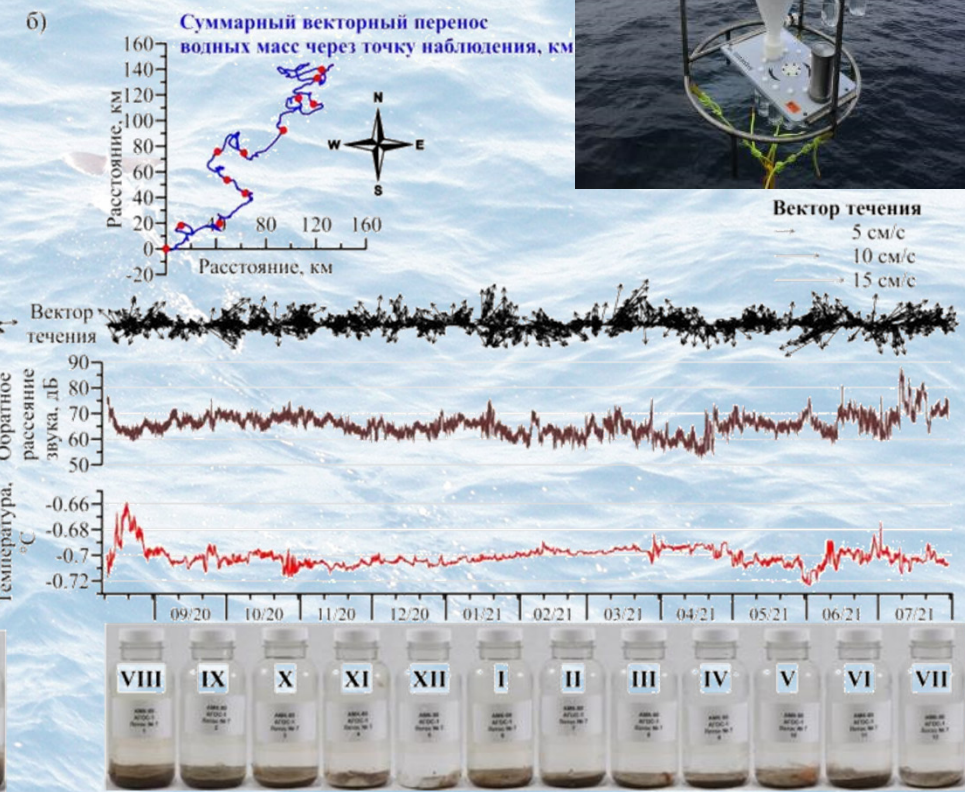 б)
Суммарный векторный перенос
водных масс через точку наблюдения, км
160
140
120
100
80
60
40
20
0
-20
Расстояние, км
40 80 120 160
Расстояние, км
N
W E
S
Вектор течения
5 см/с
10 см/с
15 см/с
Вектор
течения
90
80
70
60
50
Обратное
рассеяние
звука, дБ
-0.66
-0.68
-0.7
-0.72
Температура,
°C
09/20 10/20 11/20 12/20 01/21 02/21 03/21 04/21 05/21 06/21 07/21
VIII IX X XI XII I II III IV V VI VII